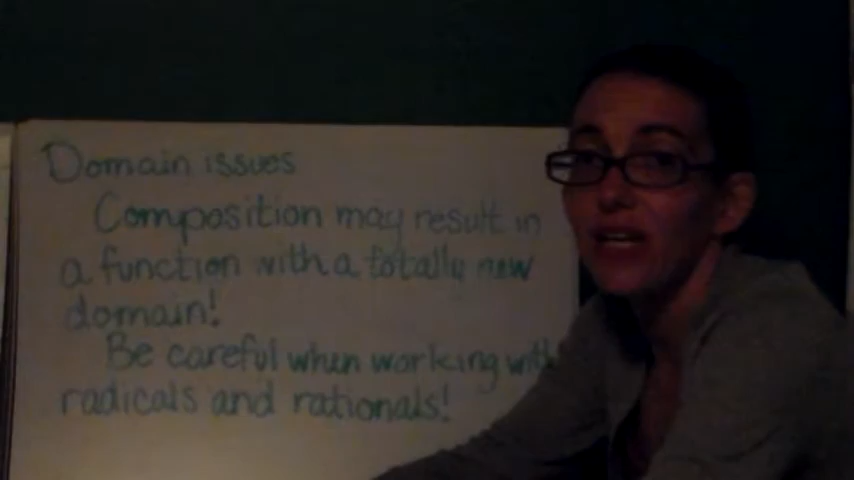 Domain issues
Composition may result in
a function with a totally new
domain!
Be careful when working with
radicals and rationals!